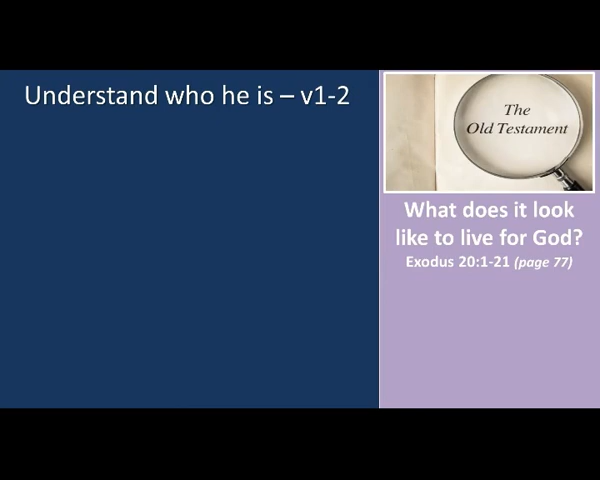 Understand who he is – v1-2
The
Old Testament
What does it look
like to live for God?
Exodus 20:1-21 (page 77)